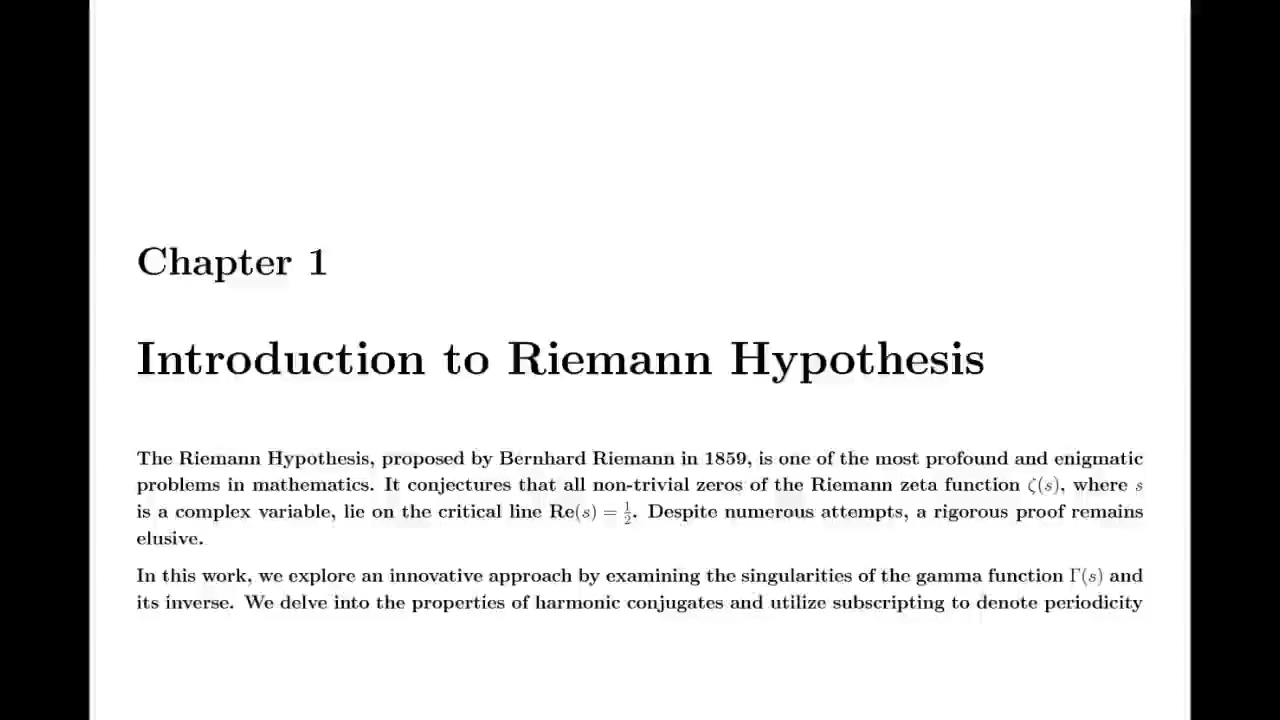 Chapter 1
Introduction to Riemann Hypothesis
The Riemann Hypothesis, proposed by Bernhard Riemann in 1859, is one of the most profound and enigmatic
problems in mathematics. It conjectures that all non-trivial zeros of the Riemann zeta function ζ(s), where s
is a complex variable, lie on the critical line Re(s) = 1/2. Despite numerous attempts, a rigorous proof remains
elusive.
In this work, we explore an innovative approach by examining the singularities of the gamma function Γ(s) and
its inverse. We delve into the properties of harmonic conjugates and utilize subscripting to denote periodicity